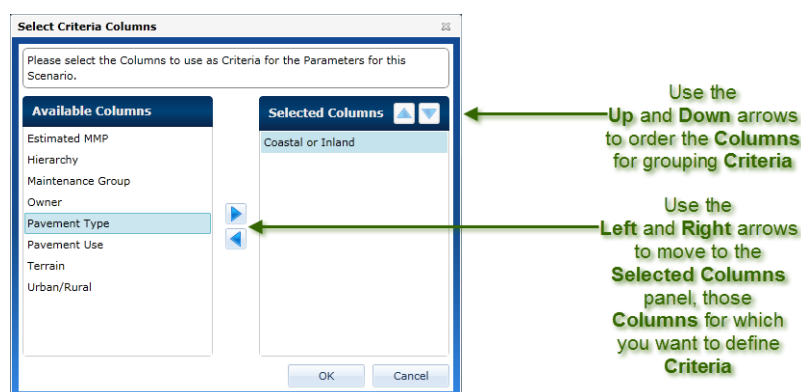 Select Criteria Columns
Please select the Columns to use as Criteria for the Parameters for this
Scenario.
Available Columns
Estimated MMP
Hierarchy
Maintenance Group
Owner
Pavement Type
Pavement Use
Terrain
Urban/Rural
Selected Columns
Coastal or Inland
OK
Cancel
Use the
Up and Down arrows
to order the Columns
for grouping Criteria
Use the
Left and Right arrows
to move to the
Selected Columns
panel, those
Columns for which
you want to define
Criteria